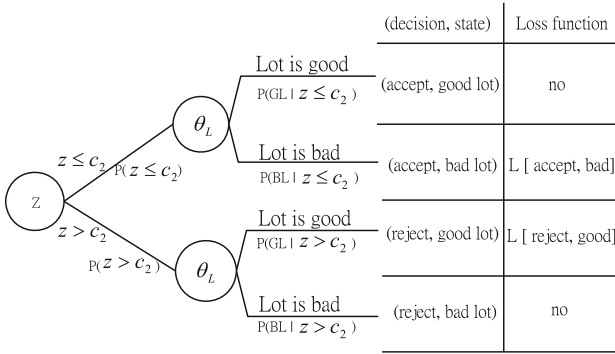 (decision, state) Loss function
Lot is good
P(GL | z ≤ c₂) (accept, good lot) no
θ_L
Lot is bad
z ≤ c₂ P(z ≤ c₂) P(BL | z ≤ c₂) (accept, bad lot) L [ accept, bad]
Z
Lot is good
z > c₂ P(GL | z > c₂) (reject, good lot) L [ reject, good]
P(z > c₂) θ_L
Lot is bad
P(BL | z > c₂) (reject, bad lot) no